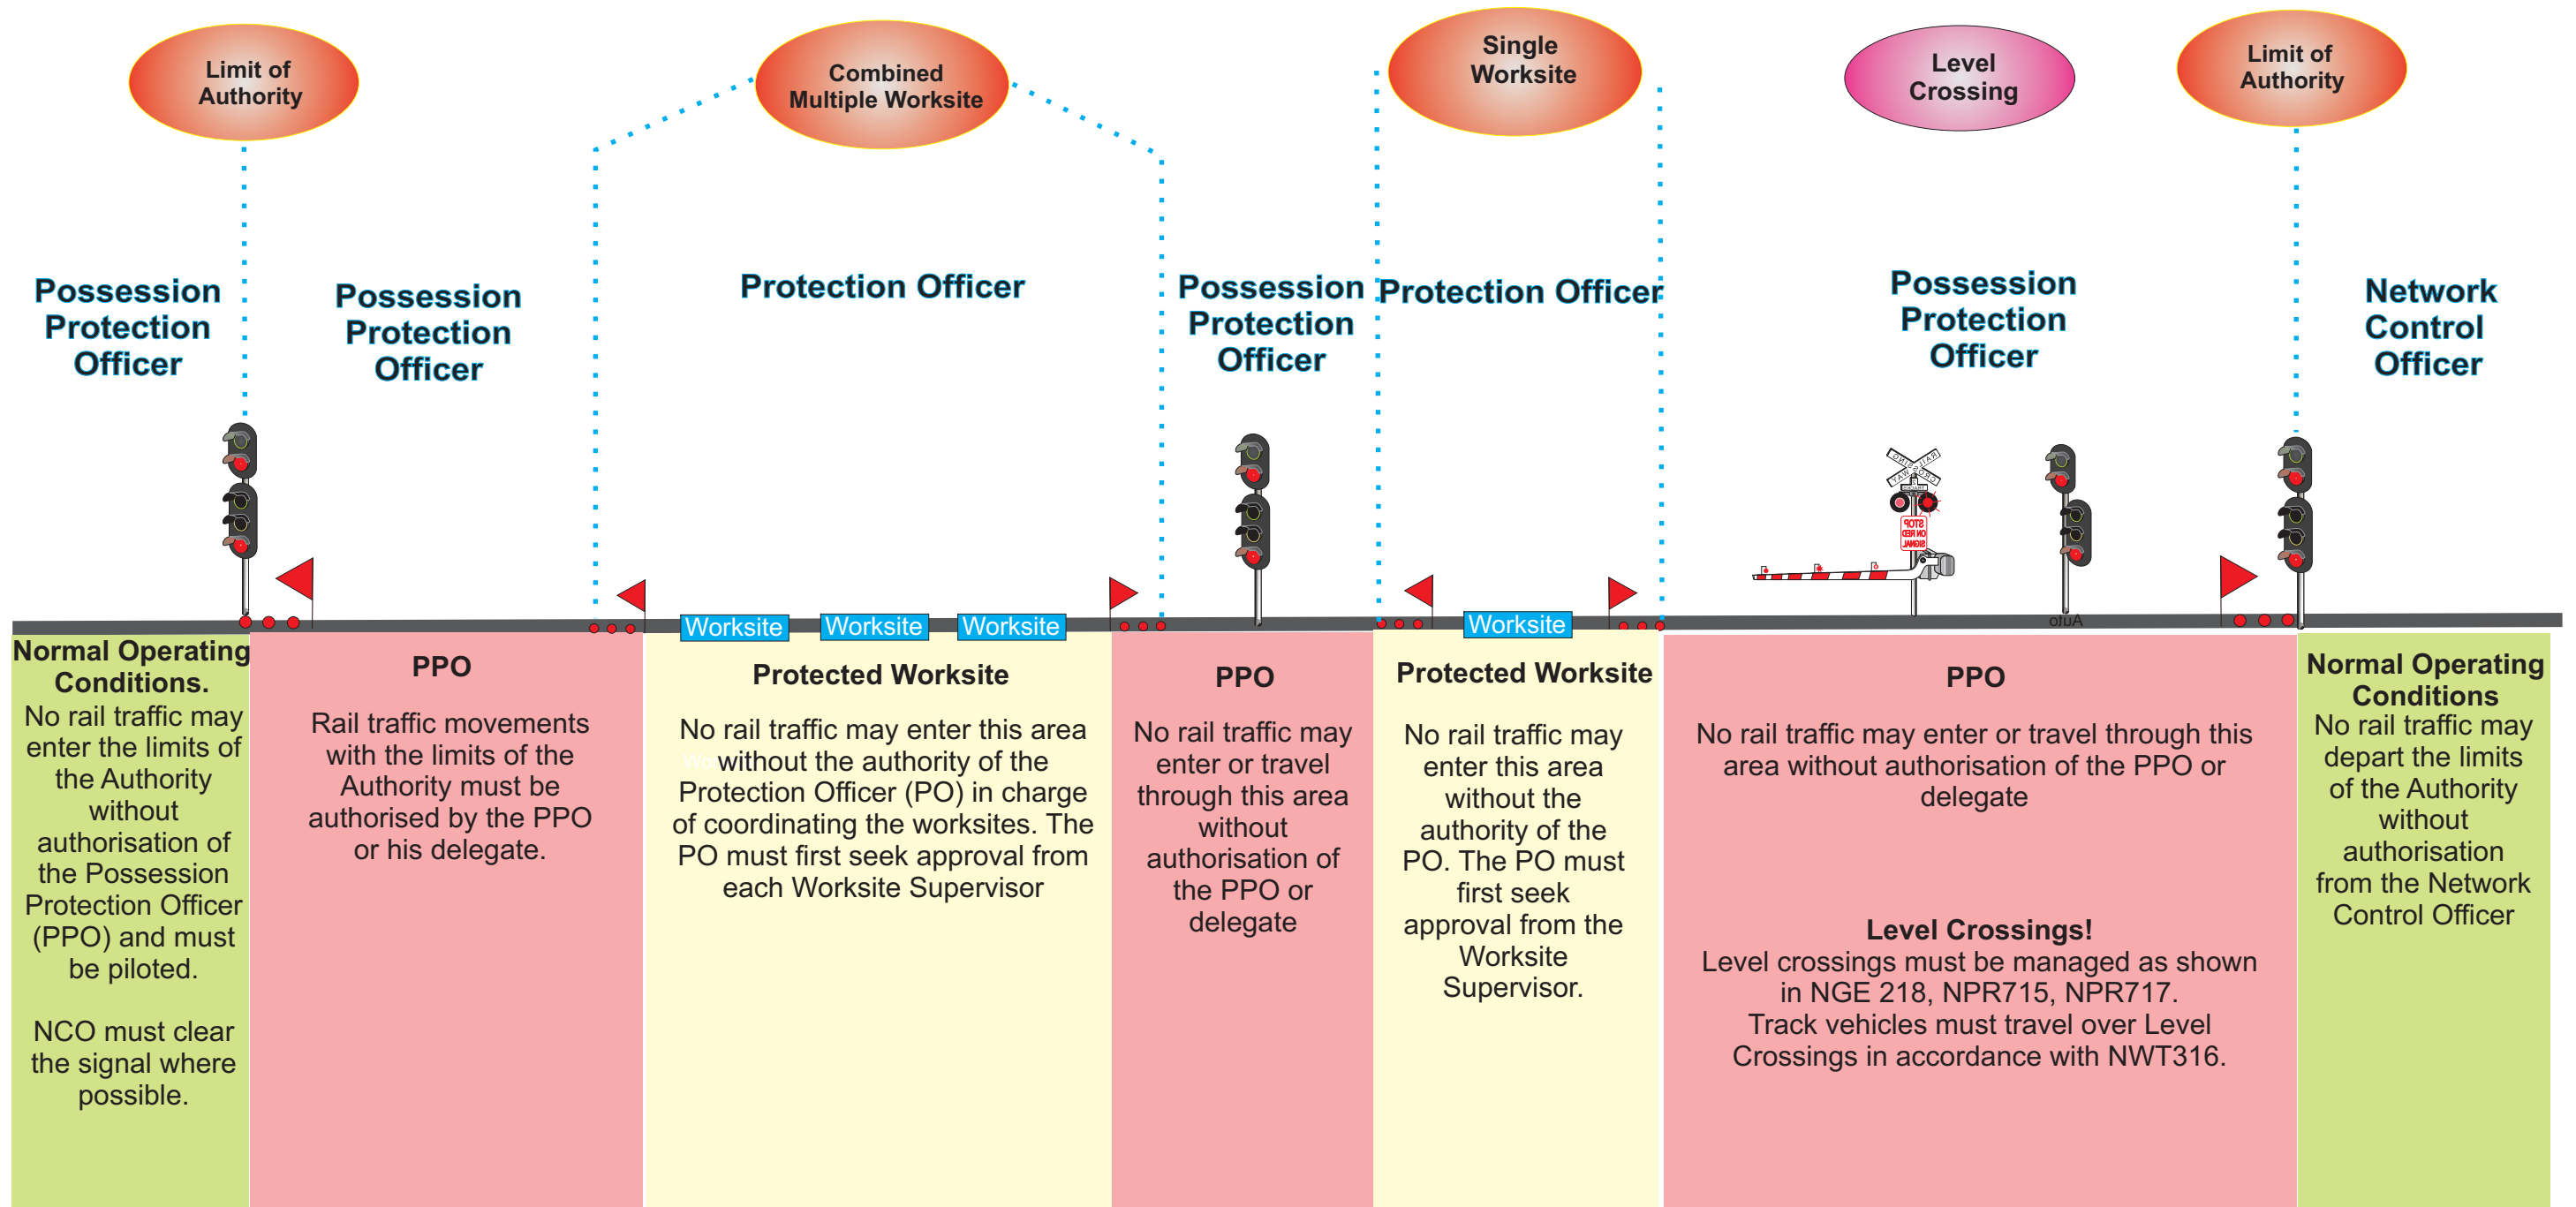 Limit of
Authority
Combined
Multiple Worksite
Single
Worksite
Level
Crossing
Limit of
Authority
Possession
Protection
Officer
Possession
Protection
Officer
Protection Officer
Possession
Protection
Officer
Protection Officer
Possession
Protection
Officer
Network
Control
Officer
RAILWAY
CROSSING
STOP
ON RED
SIGNAL
Worksite
Worksite
Worksite
Worksite
Auto
Normal Operating
Conditions.
No rail traffic may
enter the limits of
the Authority
without
authorisation of
the Possession
Protection Officer
(PPO) and must
be piloted.
NCO must clear
the signal where
possible.
PPO
Rail traffic movements
with the limits of the
Authority must be
authorised by the PPO
or his delegate.
Protected Worksite
No rail traffic may enter this area
without the authority of the
Protection Officer (PO) in charge
of coordinating the worksites. The
PO must first seek approval from
each Worksite Supervisor
PPO
No rail traffic may
enter or travel
through this area
without
authorisation of
the PPO or
delegate
Protected Worksite
No rail traffic may
enter this area
without the
authority of the
PO. The PO must
first seek
approval from the
Worksite
Supervisor.
PPO
No rail traffic may enter or travel through this
area without authorisation of the PPO or
delegate
Level Crossings!
Level crossings must be managed as shown
in NGE 218, NPR715, NPR717.
Track vehicles must travel over Level
Crossings in accordance with NWT316.
Normal Operating
Conditions
No rail traffic may
depart the limits
of the Authority
without
authorisation
from the Network
Control Officer